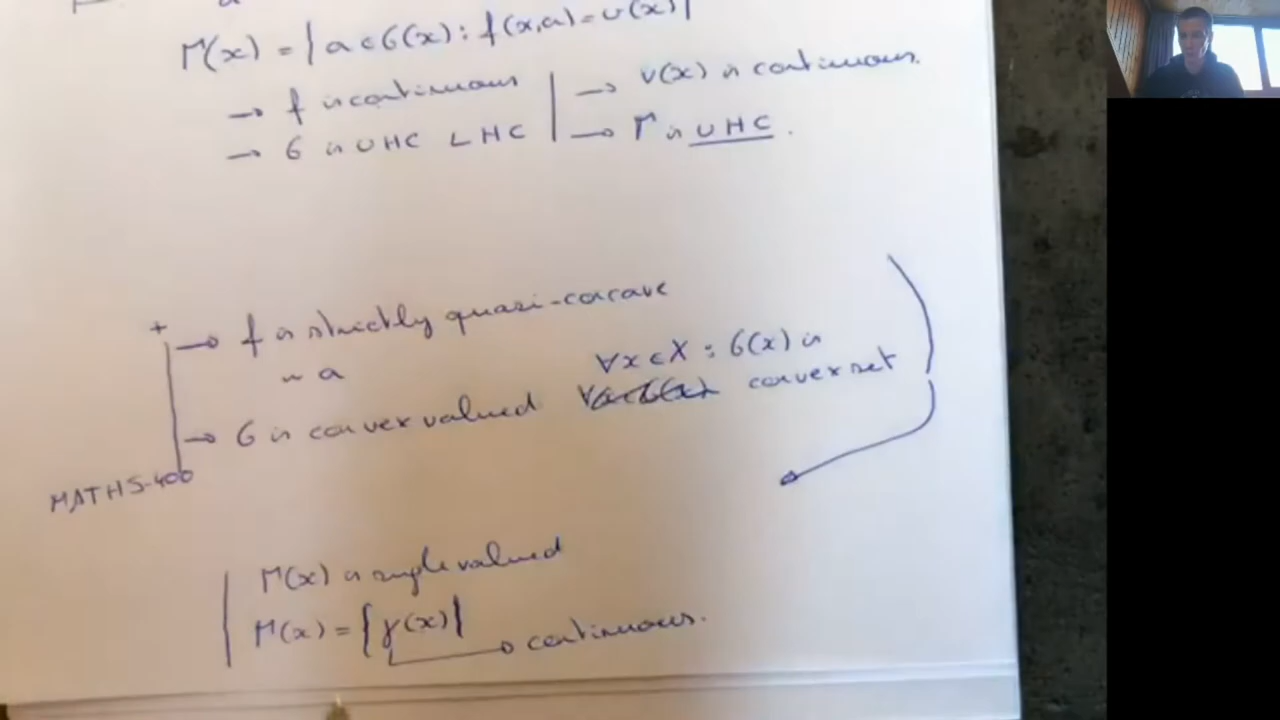 Γ(x) = {a ∈ G(x) : f(x,a) = v(x)}
→ f is continuous → v(x) is continuous.
→ G is UHC LHC → Γ is UHC.
+ → f is strictly quasi-concave
in a
∀x ∈ X : G(x) is
→ G is convex valued convex set
MATHS-400
Γ(x) is single valued
Γ(x) = {γ(x)}
→ continuous.